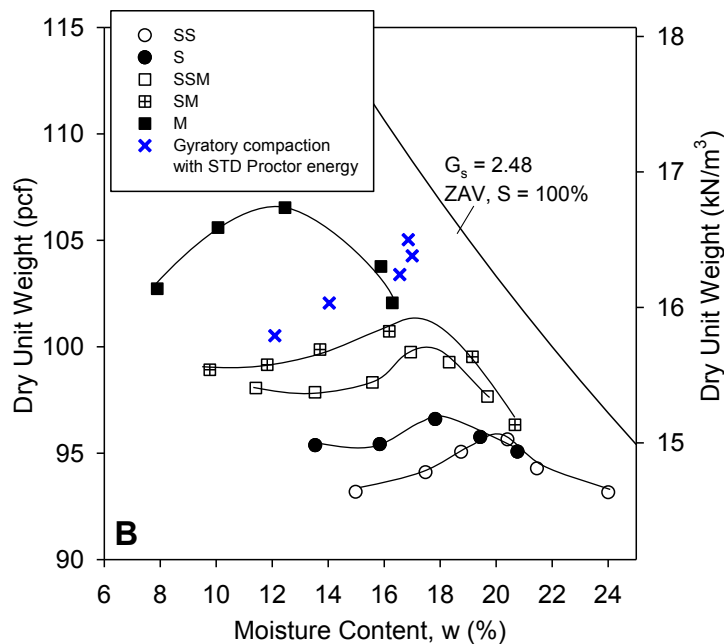 115
110
105
100
95
90
Dry Unit Weight (pcf)
SS
S
SSM
SM
M
Gyratory compaction
with STD Proctor energy
G_s = 2.48
ZAV, S = 100%
B
18
17
16
15
Dry Unit Weight (kN/m³)
6 8 10 12 14 16 18 20 22 24
Moisture Content, w (%)